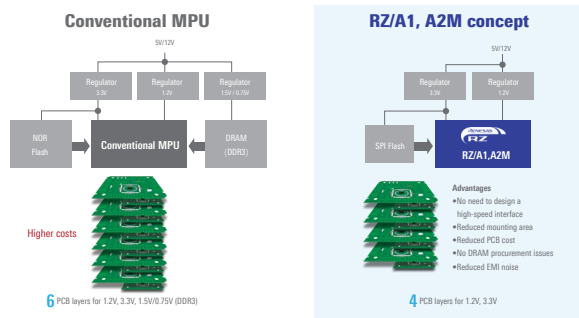 Conventional MPU
5V/12V
Regulator
3.3V
Regulator
1.2V
Regulator
1.5V / 0.75V
NOR
Flash
Conventional MPU
DRAM
(DDR3)
Higher costs
6 PCB layers for 1.2V, 3.3V, 1.5V/0.75V (DDR3)
RZ/A1, A2M concept
5V/12V
Regulator
3.3V
Regulator
1.2V
SPI Flash
RENESAS
RZ
RZ/A1,A2M
Advantages
•No need to design a
high-speed interface
•Reduced mounting area
•Reduced PCB cost
•No DRAM procurement issues
•Reduced EMI noise
4 PCB layers for 1.2V, 3.3V